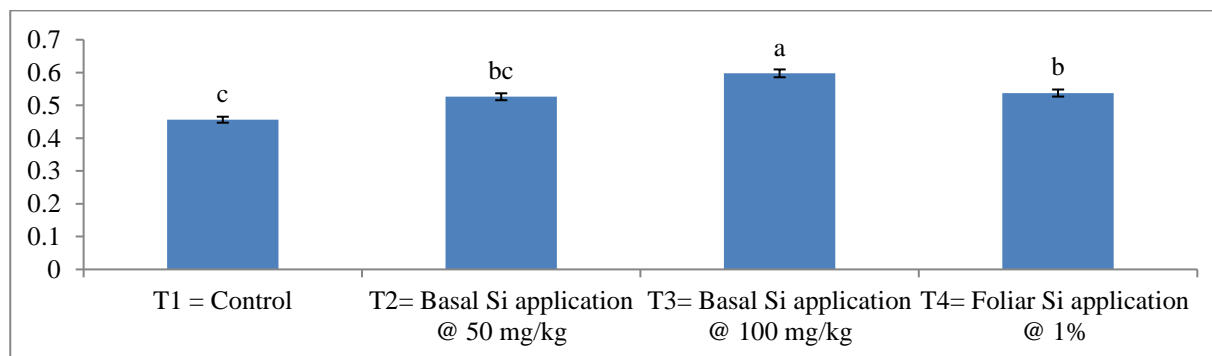 0.7
0.6
0.5
0.4
0.3
0.2
0.1
0
c
bc
a
b
T1 = Control
T2= Basal Si application
@ 50 mg/kg
T3= Basal Si application
@ 100 mg/kg
T4= Foliar Si application
@ 1%